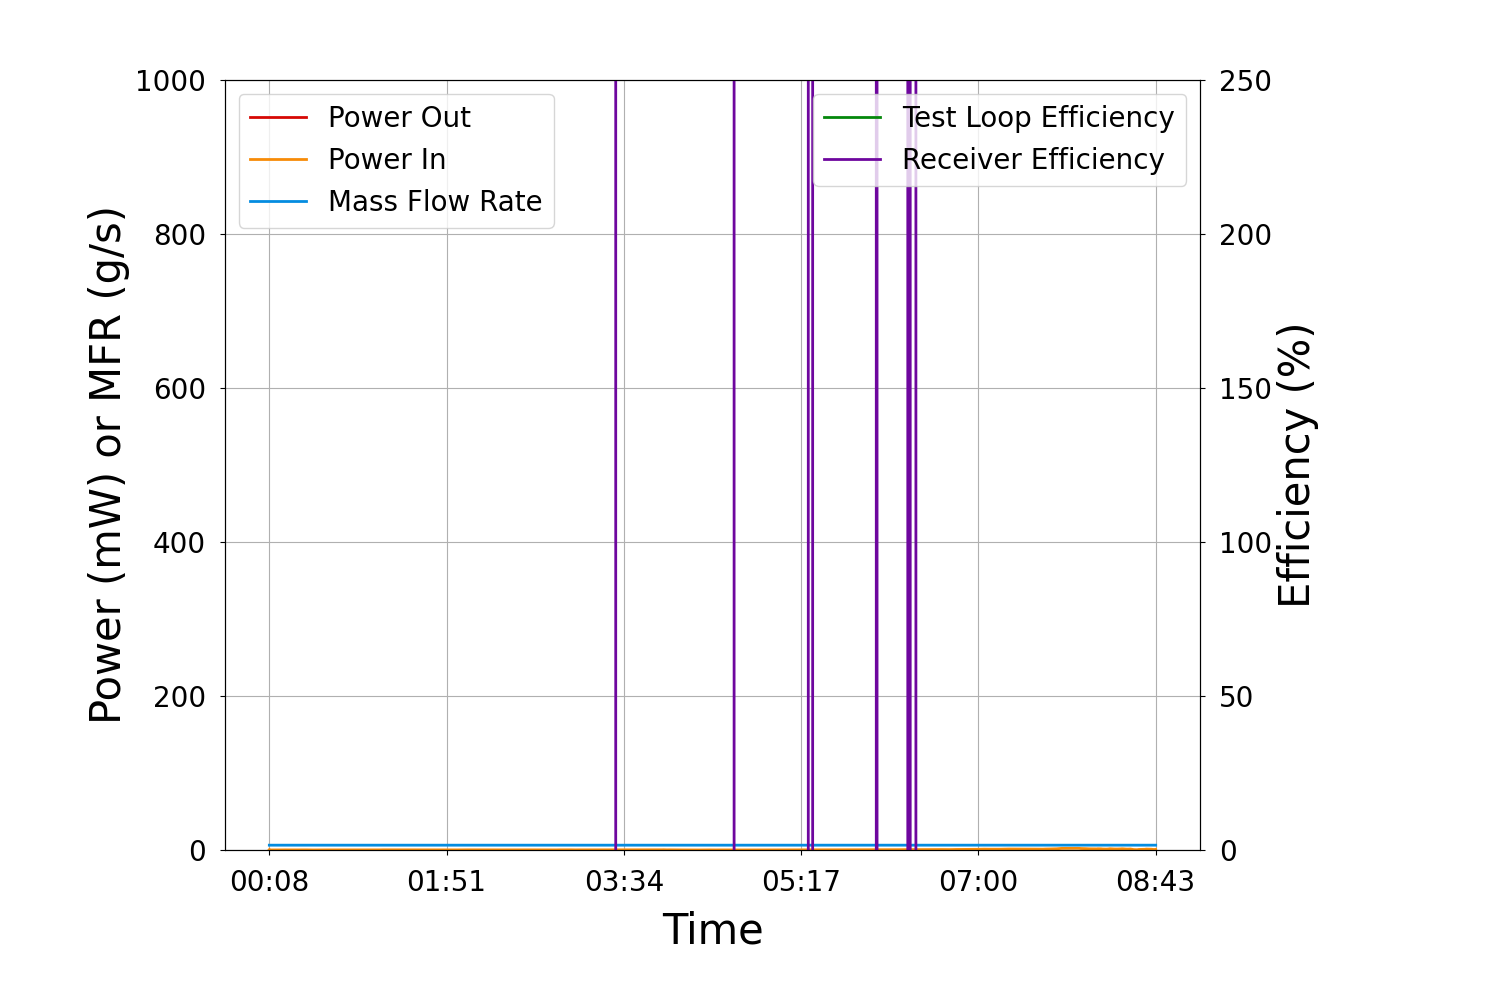 1000
800
600
400
200
0
Power (mW) or MFR (g/s)
Power Out
Power In
Mass Flow Rate
Test Loop Efficiency
Receiver Efficiency
250
200
150
100
50
0
Efficiency (%)
00:08 01:51 03:34 05:17 07:00 08:43
Time